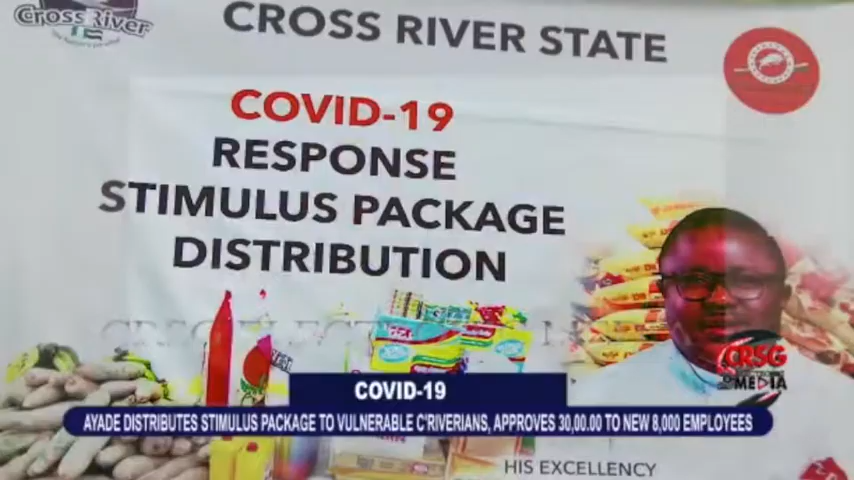 Cross River
CROSS RIVER STATE
COVID-19
RESPONSE
STIMULUS PACKAGE
DISTRIBUTION
CRSG
MEDIA
COVID-19
AYADE DISTRIBUTES STIMULUS PACKAGE TO VULNERABLE C'RIVERIANS, APPROVES 30,00.00 TO NEW 8,000 EMPLOYEES
HIS EXCELLENCY